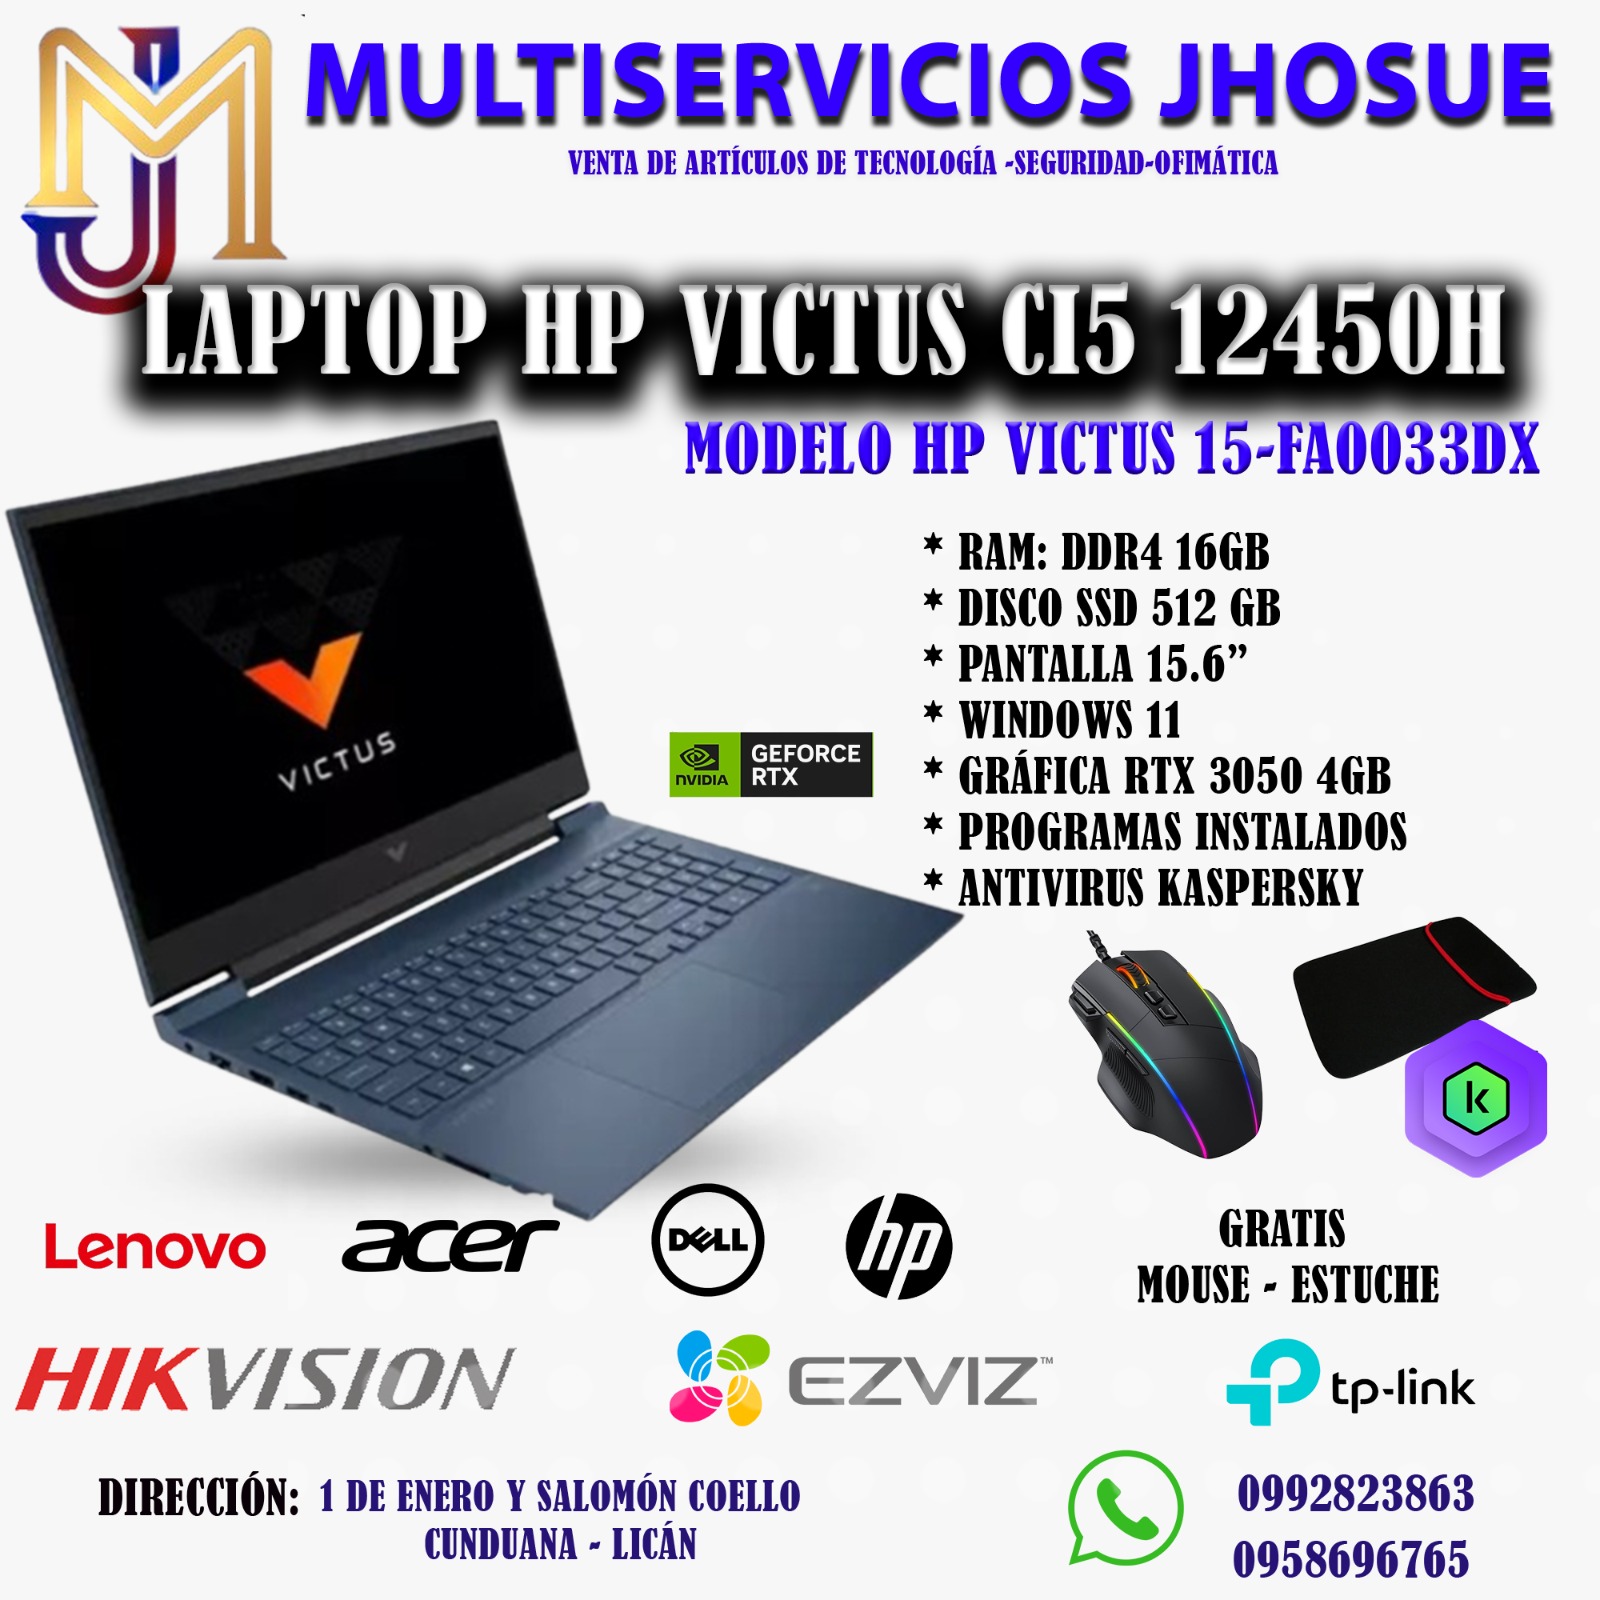 MULTISERVICIOS JHOSUE
VENTA DE ARTÍCULOS DE TECNOLOGÍA -SEGURIDAD-OFIMÁTICA
LAPTOP HP VICTUS CI5 12450H
MODELO HP VICTUS 15-FA0033DX
* RAM: DDR4 16GB
* DISCO SSD 512 GB
* PANTALLA 15.6”
* WINDOWS 11
* GRÁFICA RTX 3050 4GB
* PROGRAMAS INSTALADOS
* ANTIVIRUS KASPERSKY
VICTUS
NVIDIA
GEFORCE
RTX
k
Lenovo
acer
DELL
hp
GRATIS
MOUSE - ESTUCHE
HIKVISION
EZVIZ™
tp-link
DIRECCIÓN: 1 DE ENERO Y SALOMÓN COELLO
CUNDUANA - LICÁN
0992823863
0958696765